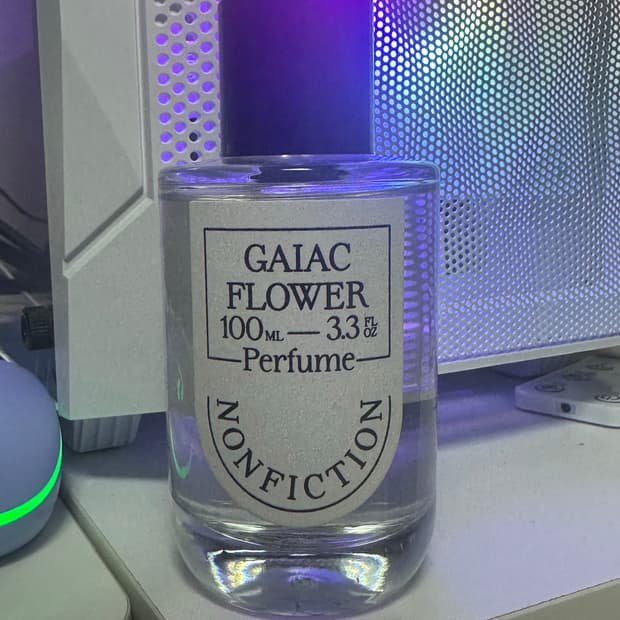 GAIAC
FLOWER
100ML — 3.3 FL OZ
Perfume
NONFICTION